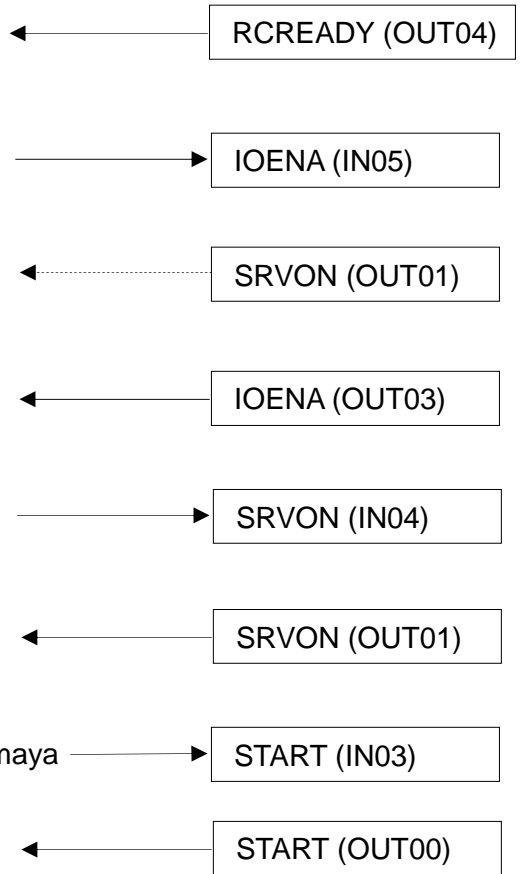 RCREADY (OUT04)
IOENA (IN05)
SRVON (OUT01)
IOENA (OUT03)
SRVON (IN04)
SRVON (OUT01)
maya START (IN03)
START (OUT00)